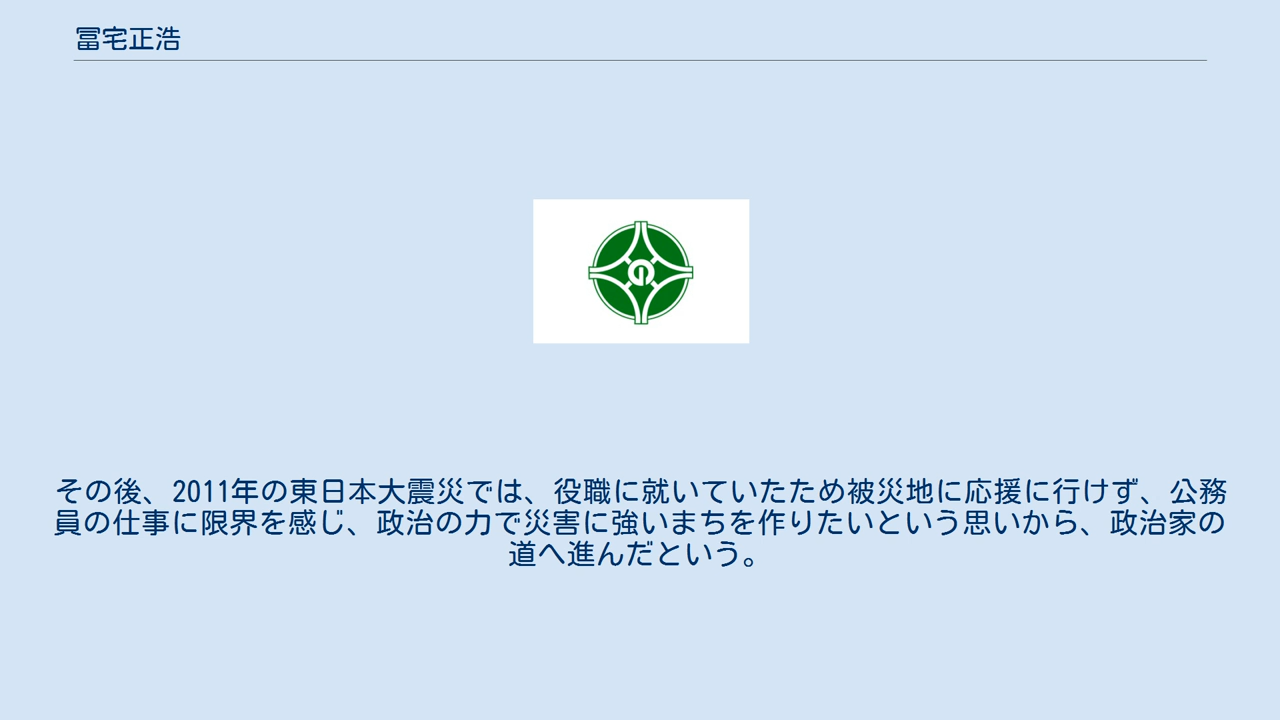 冨宅正浩
その後、2011年の東日本大震災では、役職に就いていたため被災地に応援に行けず、公務
員の仕事に限界を感じ、政治の力で災害に強いまちを作りたいという思いから、政治家の
道へ進んだという。